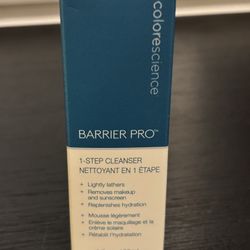 colorescience
BARRIER PRO™
1-STEP CLEANSER
NETTOYANT EN 1 ÉTAPE
+ Lightly lathers
+ Removes makeup
and sunscreen
+ Replenishes hydration
+ Mousse légèrement
+ Enlève le maquillage et la
crème solaire
+ Rétablit l'hydratation